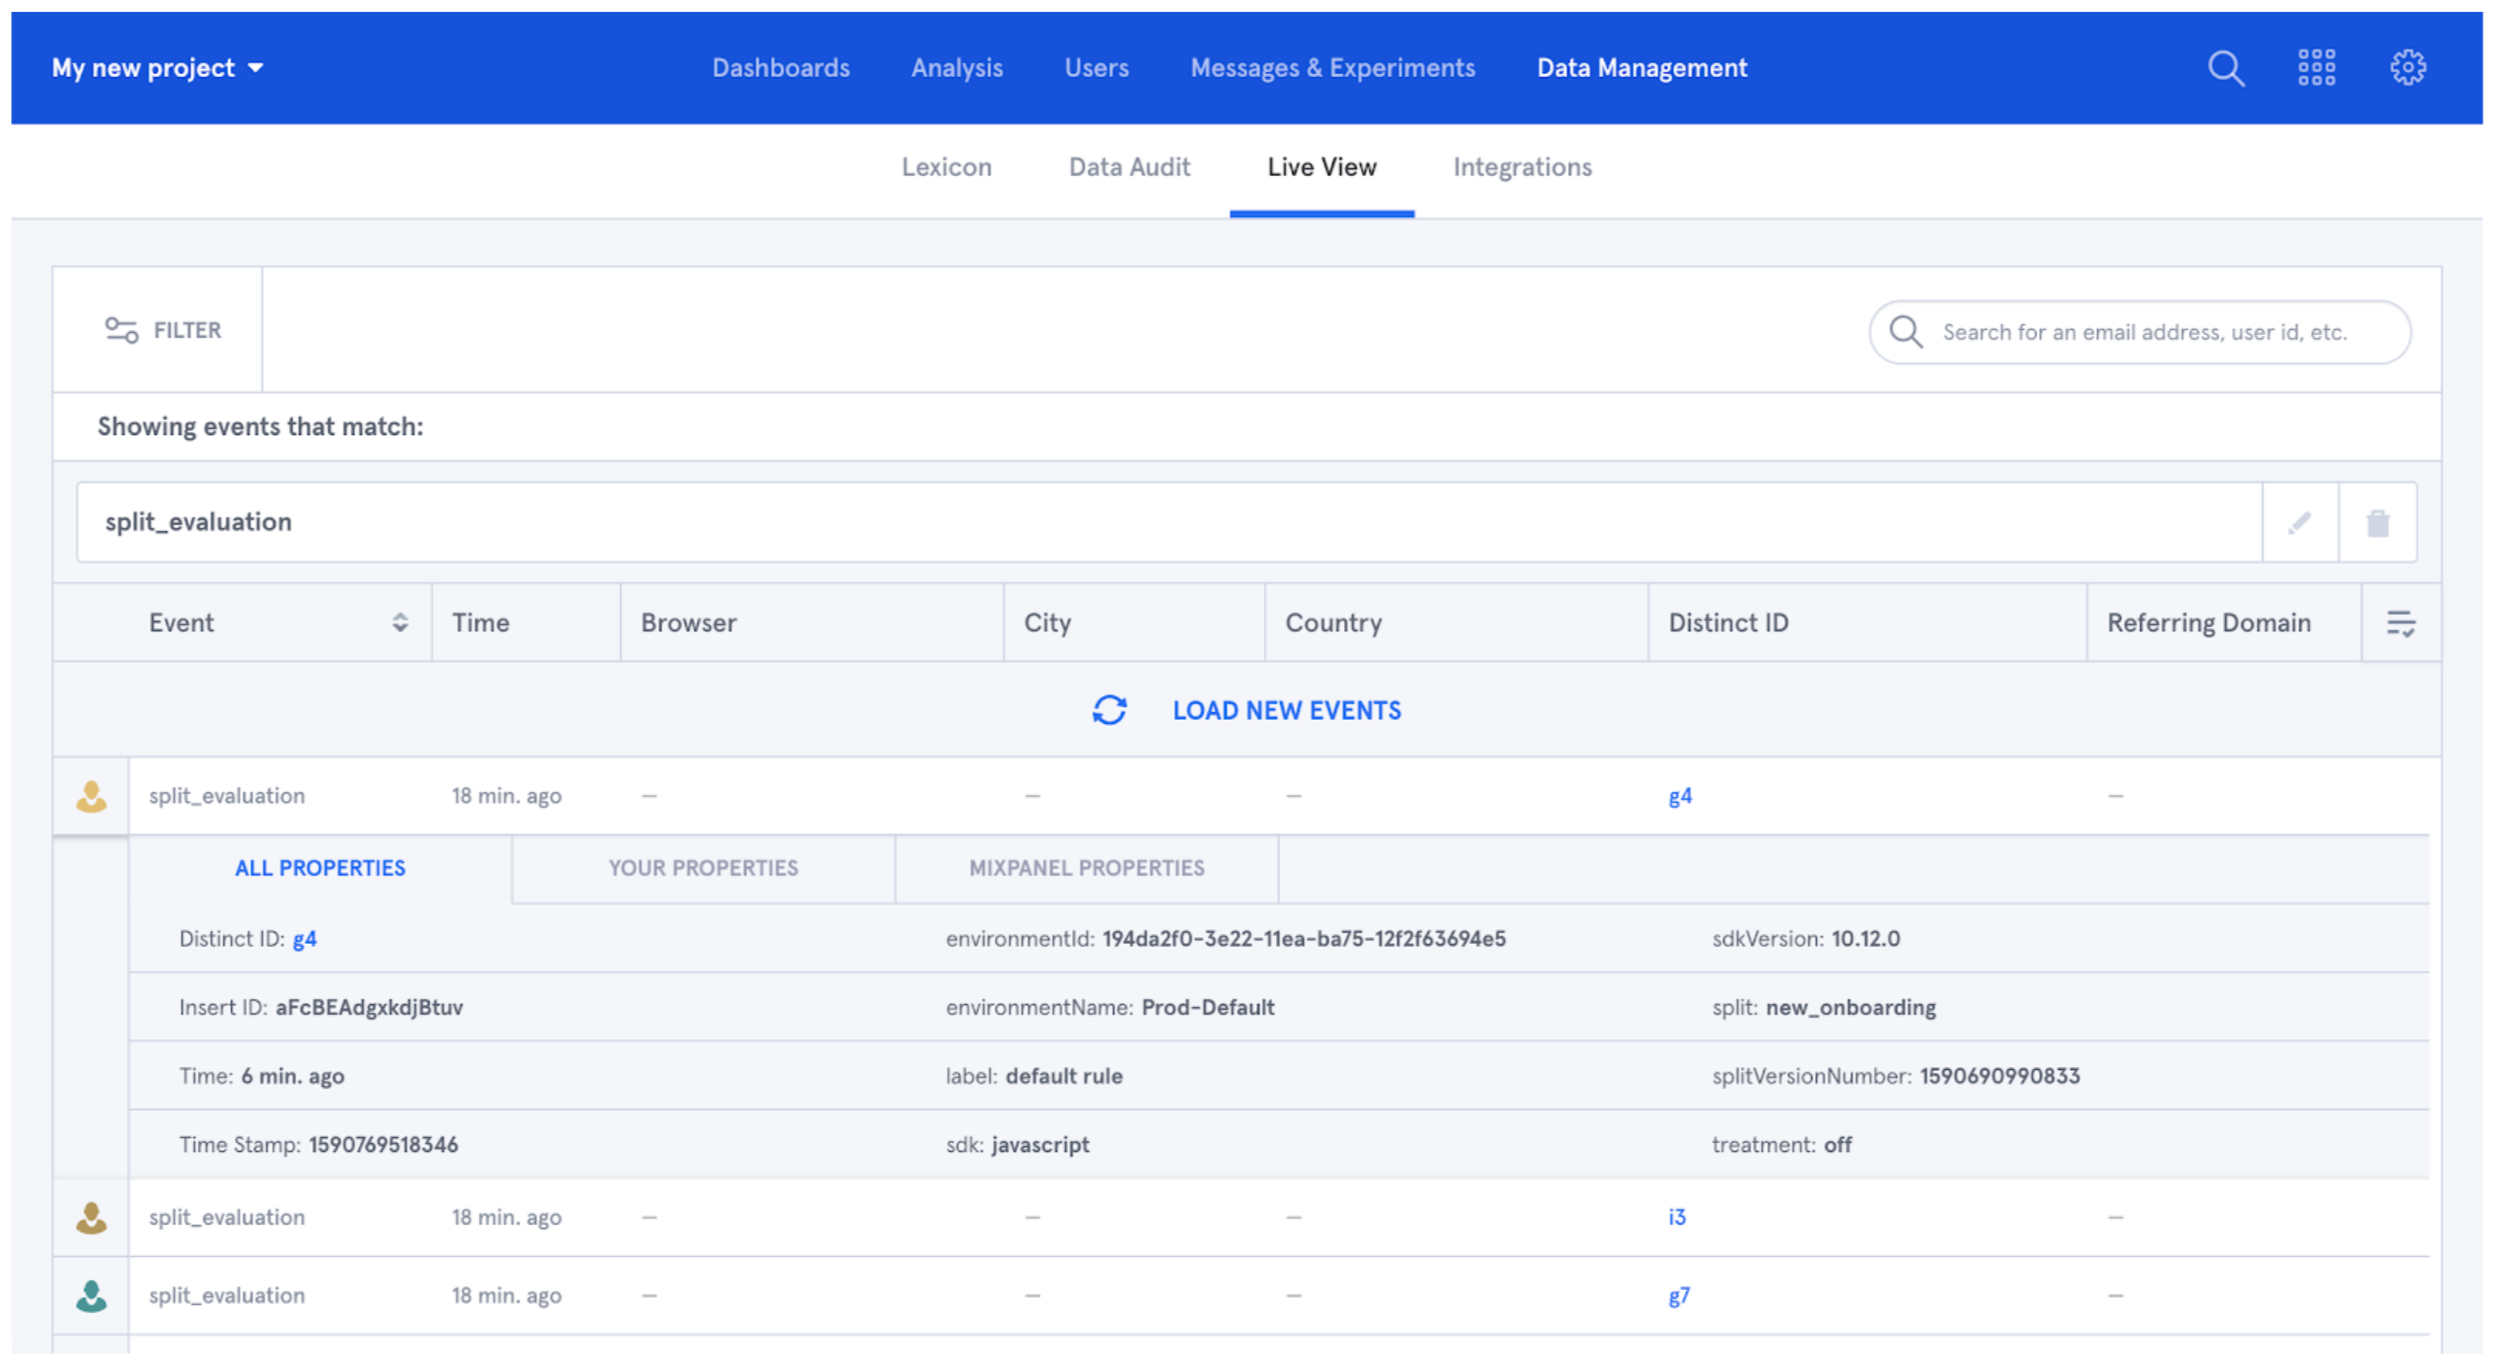 My new project Dashboards Analysis Users Messages & Experiments Data Management
Lexicon Data Audit Live View Integrations
FILTER Search for an email address, user id, etc.
Showing events that match:
split_evaluation
Event Time Browser City Country Distinct ID Referring Domain
LOAD NEW EVENTS
split_evaluation 18 min. ago – – – g4 –
ALL PROPERTIES YOUR PROPERTIES MIXPANEL PROPERTIES
Distinct ID: g4 environmentId: 194da2f0-3e22-11ea-ba75-12f2f63694e5 sdkVersion: 10.12.0
Insert ID: aFcBEAdgxkdjBtuv environmentName: Prod-Default split: new_onboarding
Time: 6 min. ago label: default rule splitVersionNumber: 1590690990833
Time Stamp: 1590769518346 sdk: javascript treatment: off
split_evaluation 18 min. ago – – – i3 –
split_evaluation 18 min. ago – – – g7 –